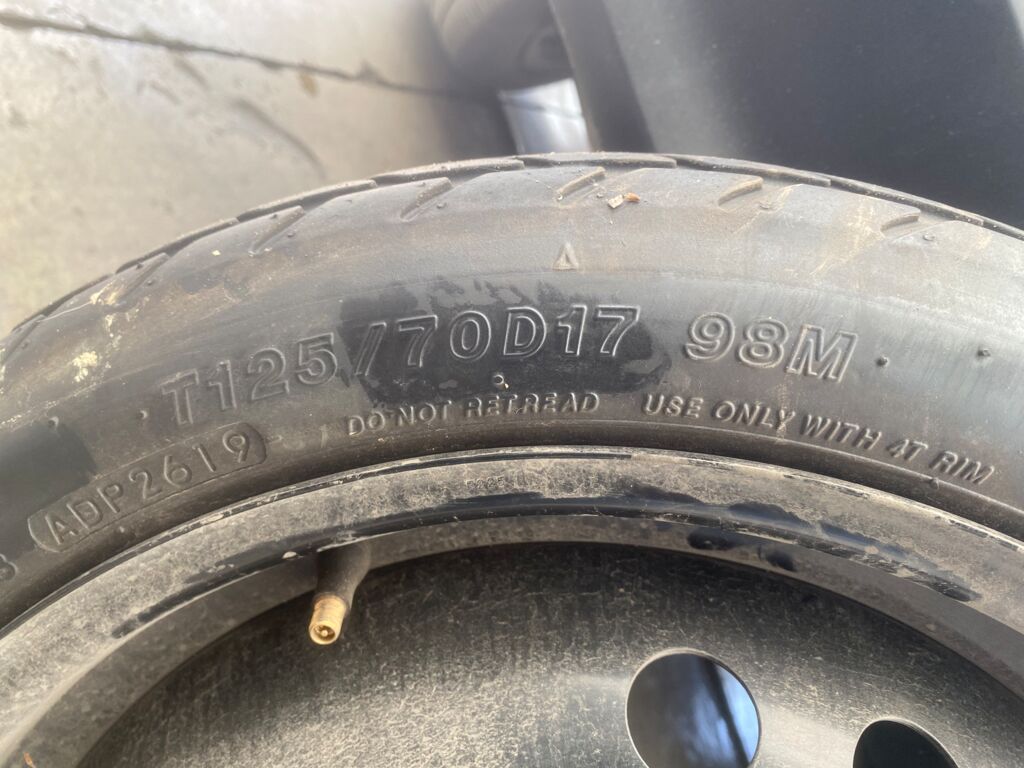 T125/70D17 98M
DO NOT RETREAD USE ONLY WITH 4T RIM
ADP2619